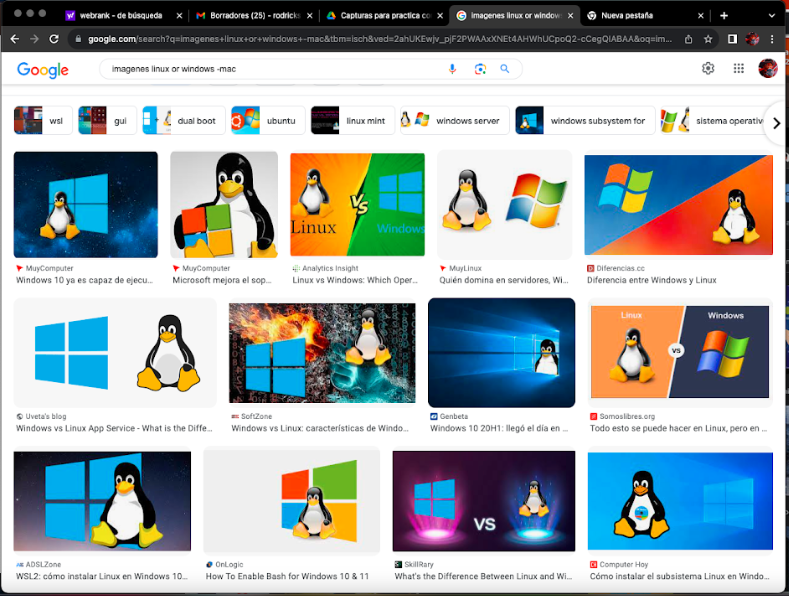 webrank - de búsqueda
Borradores (25) - rodricks
Capturas para practica co
imagenes linux or window
Nueva pestaña
google.com/search?q=imagenes+linux+or+windows+-mac&tbm=isch&ved=2ahUKEwjv_pjF2PWAAxXNEt4AHWhUCpoQ2-cCegQIABAA&oq=im...
Google
imagenes linux or windows -mac
wsl
gui
dual boot
ubuntu
linux mint
windows server
windows subsystem for
sistema operativ
Linux
VS
Windows
MuyComputer
Windows 10 ya es capaz de ejecu...
MuyComputer
Microsoft mejora el sop...
Analytics Insight
Linux vs Windows: Which Oper...
MuyLinux
Quién domina en servidores, Wi...
Diferencias.cc
Diferencia entre Windows y Linux
Linux
Windows
vs
Uveta's blog
Windows vs Linux App Service - What is the Diffe...
SoftZone
Windows vs Linux: características de Windo...
Genbeta
Windows 10 20H1: llegó el día en ...
Somoslibres.org
Todo esto se puede hacer en Linux, pero en ...
VS
ADSLZone
WSL2: cómo instalar Linux en Windows 10...
OnLogic
How To Enable Bash for Windows 10 & 11
SkillRary
What's the Difference Between Linux and Wi...
Computer Hoy
Cómo instalar el subsistema Linux en Windo...